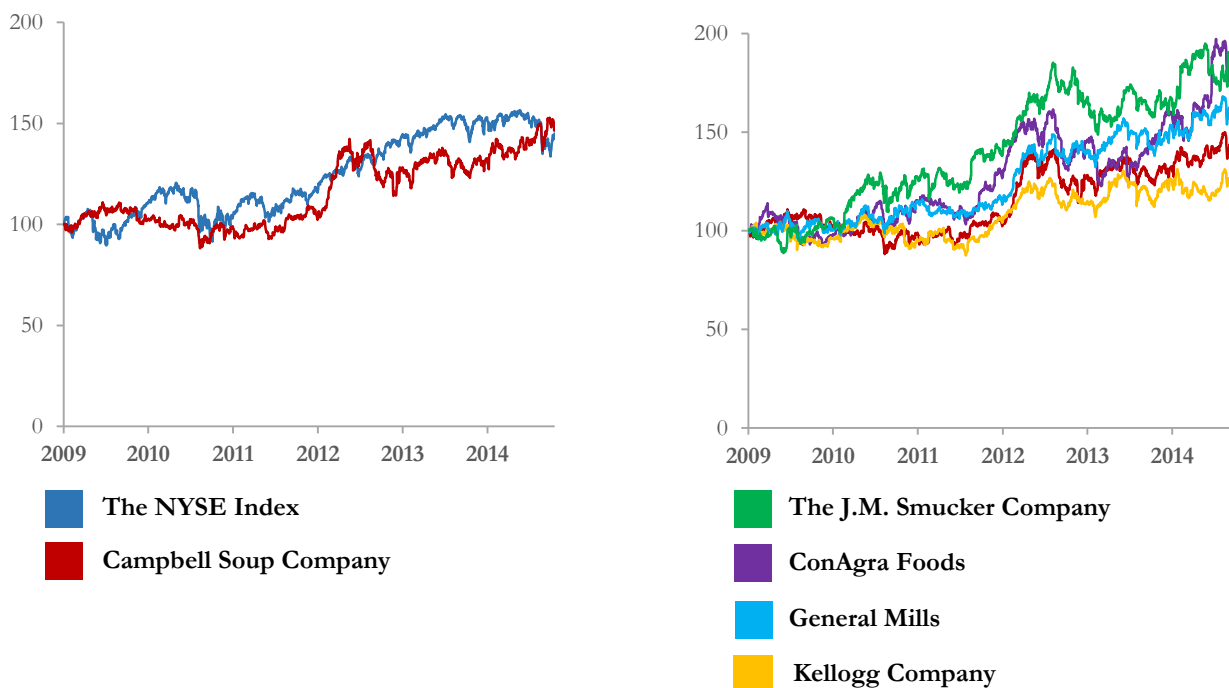 200
150
100
50
0
2009 2010 2011 2012 2013 2014
The NYSE Index
Campbell Soup Company
200
150
100
50
0
2009 2010 2011 2012 2013 2014
The J.M. Smucker Company
ConAgra Foods
General Mills
Kellogg Company